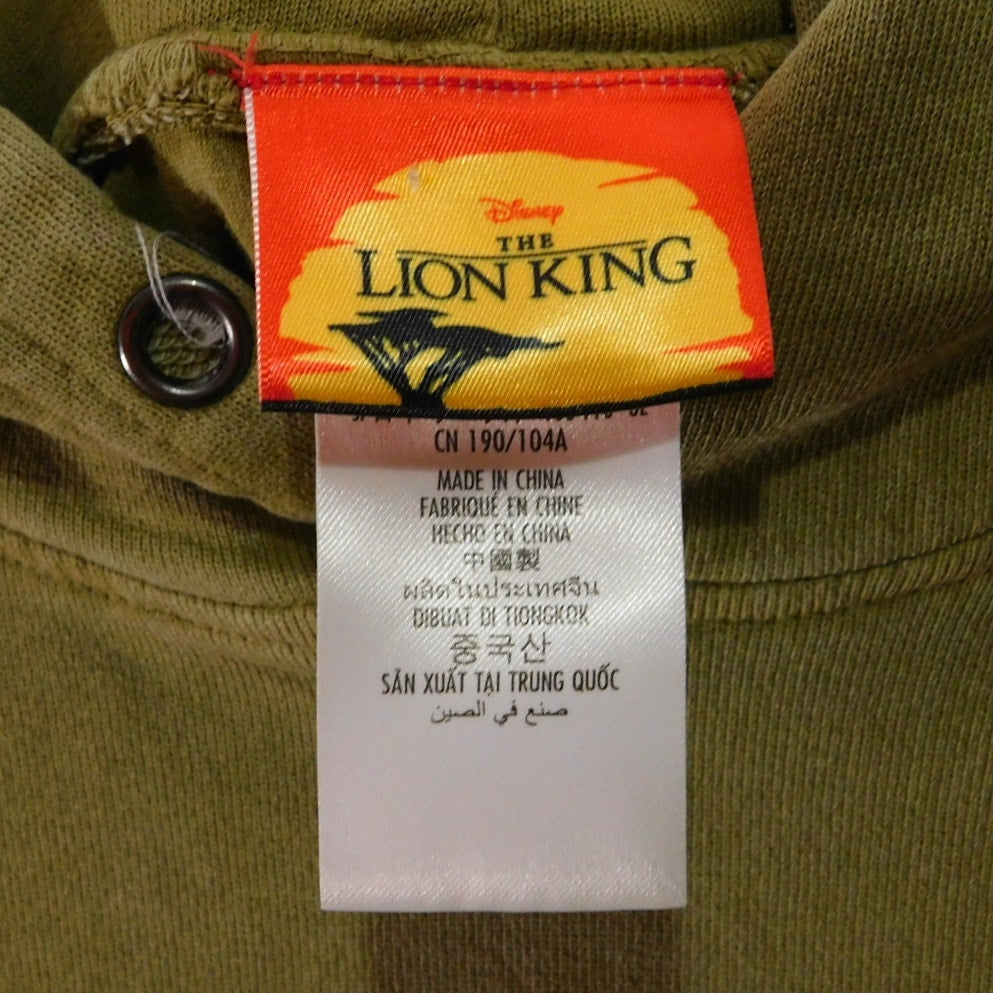 Disney
THE
LION KING
CN 190/104A
MADE IN CHINA
FABRIQUÉ EN CHINE
HECHO EN CHINA
中國製
ผลิตในประเทศจีน
DIBUAT DI TIONGKOK
중국산
SẢN XUẤT TẠI TRUNG QUỐC
صنع في الصين